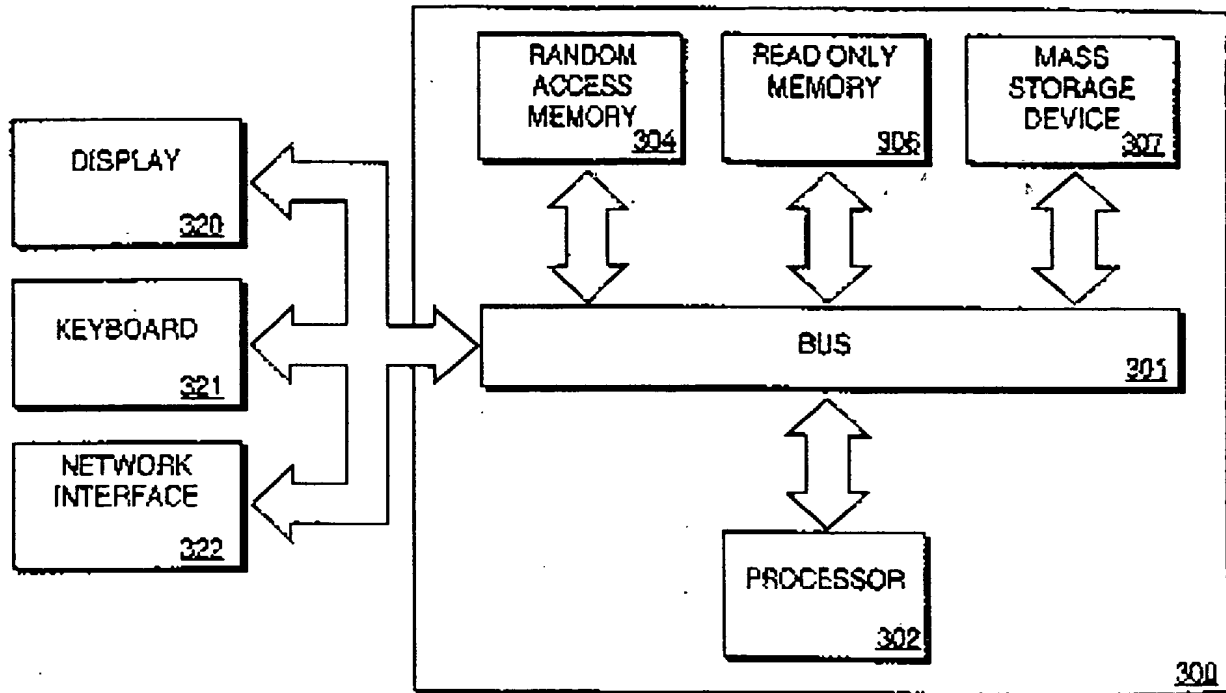 RANDOM
ACCESS
MEMORY
304
READ ONLY
MEMORY
306
MASS
STORAGE
DEVICE
307
DISPLAY
320
KEYBOARD
321
NETWORK
INTERFACE
322
BUS
301
PROCESSOR
302
300